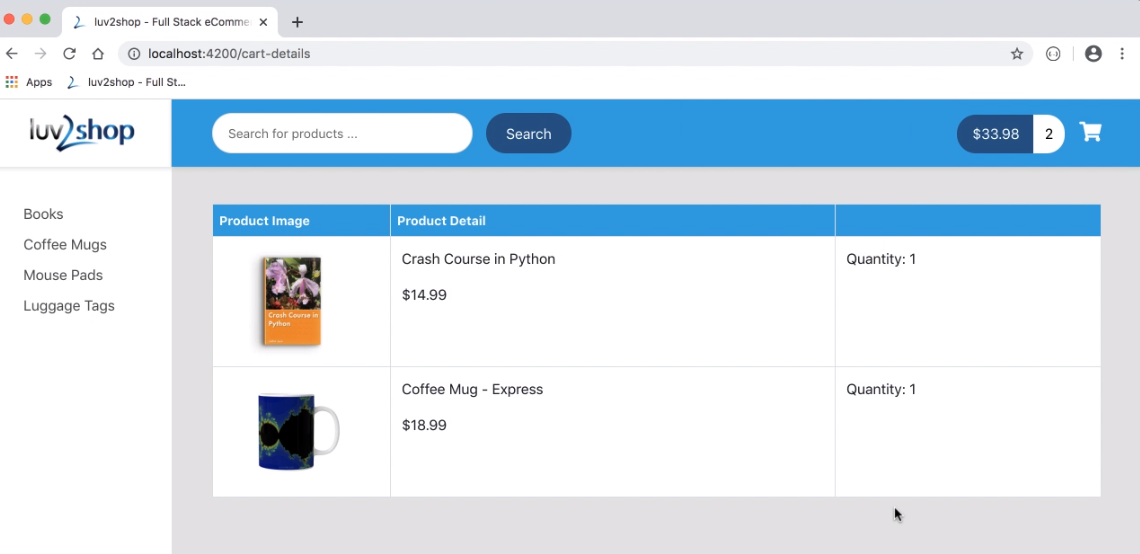 luv2shop - Full Stack eComme
localhost:4200/cart-details
Apps luv2shop - Full St...
luv2shop
Search for products ...
Search
$33.98 2
Books
Coffee Mugs
Mouse Pads
Luggage Tags
Product Image Product Detail
Crash Course in Python
$14.99
Quantity: 1
Crash Course in
Python
Coffee Mug - Express
$18.99
Quantity: 1